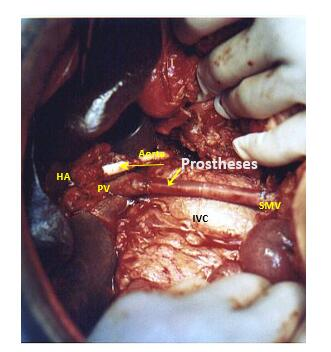 Aorta
Prostheses
HA
PV
SMV
IVC